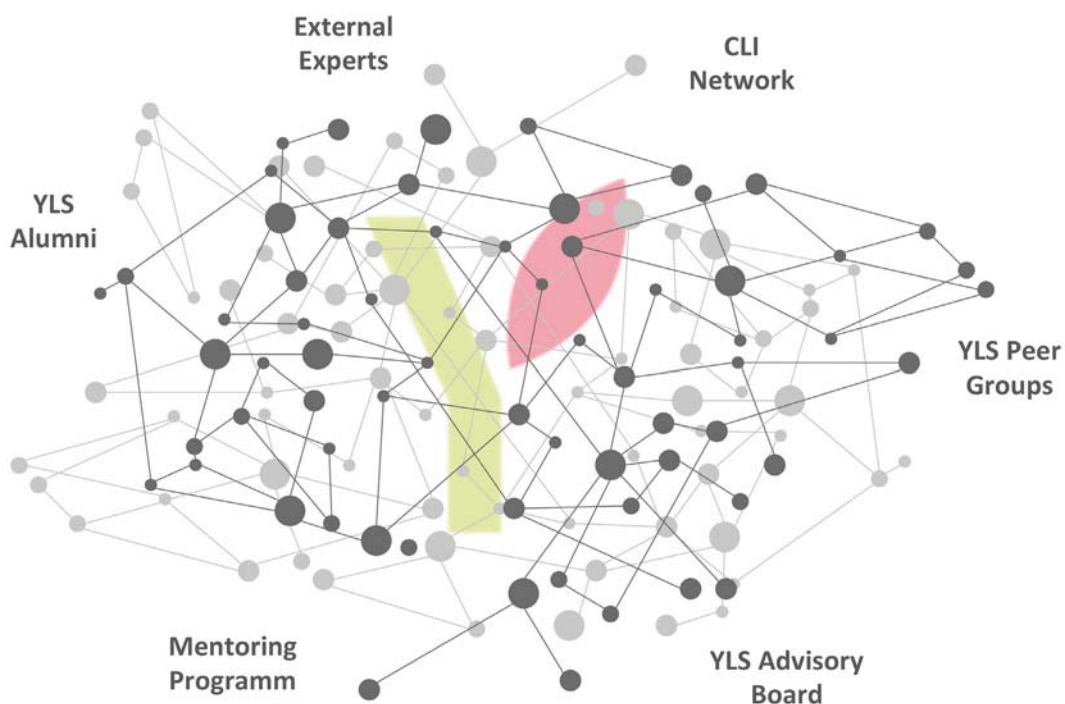 External
Experts
CLI
Network
YLS
Alumni
YLS Peer
Groups
Mentoring
Programm
YLS Advisory
Board